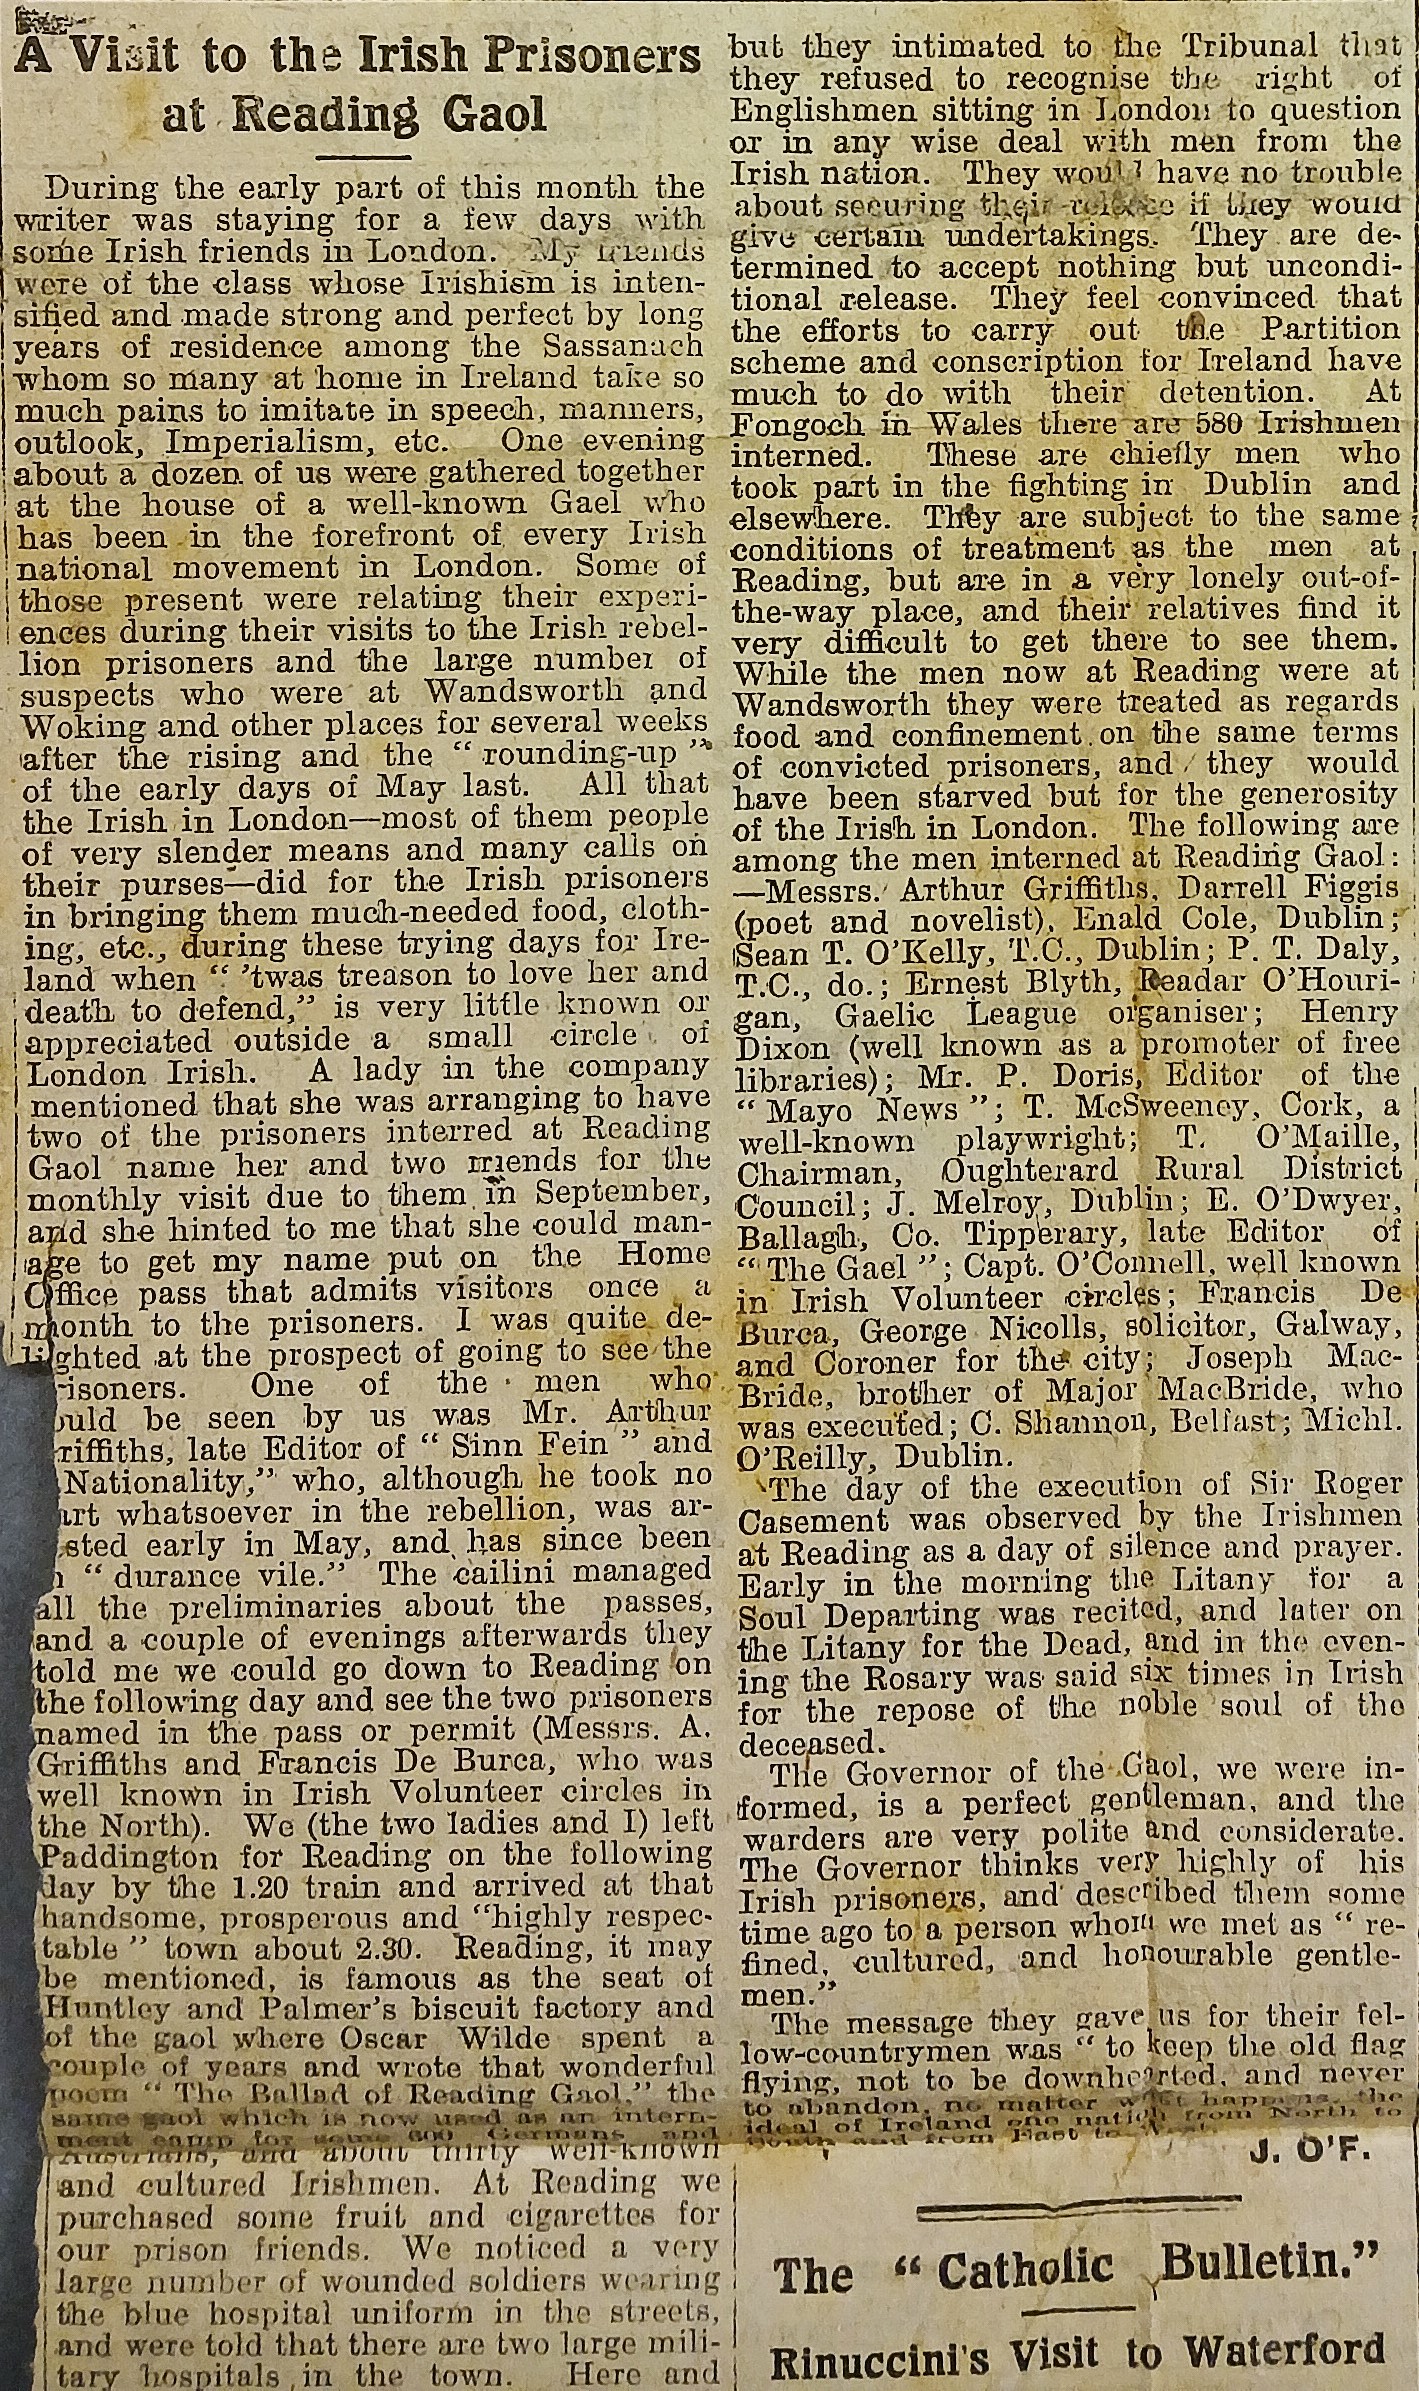 A Visit to the Irish Prisoners
at Reading Gaol
During the early part of this month the
writer was staying for a few days with
some Irish friends in London. My friends
were of the class whose Irishism is inten-
sified and made strong and perfect by long
years of residence among the Sassanach
whom so many at home in Ireland take so
much pains to imitate in speech, manners,
outlook, Imperialism, etc. One evening
about a dozen of us were gathered together
at the house of a well-known Gael who
has been in the forefront of every Irish
national movement in London. Some of
those present were relating their experi-
ences during their visits to the Irish rebel-
lion prisoners and the large number of
suspects who were at Wandsworth and
Woking and other places for several weeks
after the rising and the "rounding-up"
of the early days of May last. All that
the Irish in London—most of them people
of very slender means and many calls on
their purses—did for the Irish prisoners
in bringing them much-needed food, cloth-
ing, etc., during these trying days for Ire-
land when "'twas treason to love her and
death to defend," is very little known or
appreciated outside a small circle of
London Irish. A lady in the company
mentioned that she was arranging to have
two of the prisoners interred at Reading
Gaol name her and two friends for the
monthly visit due to them in September,
and she hinted to me that she could man-
age to get my name put on the Home
Office pass that admits visitors once a
month to the prisoners. I was quite de-
lighted at the prospect of going to see the
risoners. One of the men who
ould be seen by us was Mr. Arthur
riffiths, late Editor of "Sinn Fein" and
Nationality," who, although he took no
art whatsoever in the rebellion, was ar-
sted early in May, and has since been
"durance vile." The cailini managed
all the preliminaries about the passes,
and a couple of evenings afterwards they
told me we could go down to Reading on
the following day and see the two prisoners
named in the pass or permit (Messrs. A.
Griffiths and Francis De Burca, who was
well known in Irish Volunteer circles in
the North). We (the two ladies and I) left
Paddington for Reading on the following
day by the 1.20 train and arrived at that
handsome, prosperous and "highly respec-
table" town about 2.30. Reading, it may
be mentioned, is famous as the seat of
Huntley and Palmer's biscuit factory and
of the gaol where Oscar Wilde spent a
couple of years and wrote that wonderful
poem "The Ballad of Reading Gaol," the
same gaol which is now used as an intern-
ment camp for some 600 Germans and
Austrians, and about thirty well-known
and cultured Irishmen. At Reading we
purchased some fruit and cigarettes for
our prison friends. We noticed a very
large number of wounded soldiers wearing
the blue hospital uniform in the streets,
and were told that there are two large mili-
tary hospitals in the town. Here and
but they intimated to the Tribunal that
they refused to recognise the right of
Englishmen sitting in London to question
or in any wise deal with men from the
Irish nation. They would have no trouble
about securing their release if they would
give certain undertakings. They are de-
termined to accept nothing but uncondi-
tional release. They feel convinced that
the efforts to carry out the Partition
scheme and conscription for Ireland have
much to do with their detention. At
Fongoch in Wales there are 580 Irishmen
interned. These are chiefly men who
took part in the fighting in Dublin and
elsewhere. They are subject to the same
conditions of treatment as the men at
Reading, but are in a very lonely out-of-
the-way place, and their relatives find it
very difficult to get there to see them.
While the men now at Reading were at
Wandsworth they were treated as regards
food and confinement on the same terms
of convicted prisoners, and they would
have been starved but for the generosity
of the Irish in London. The following are
among the men interned at Reading Gaol:
—Messrs. Arthur Griffiths, Darrell Figgis
(poet and novelist), Enald Cole, Dublin;
Sean T. O'Kelly, T.C., Dublin; P. T. Daly,
T.C., do.; Ernest Blyth, Peadar O'Houri-
gan, Gaelic League organiser; Henry
Dixon (well known as a promoter of free
libraries); Mr. P. Doris, Editor of the
"Mayo News"; T. McSweeney, Cork, a
well-known playwright; T. O'Maille,
Chairman, Oughterard Rural District
Council; J. Melroy, Dublin; E. O'Dwyer,
Ballagh, Co. Tipperary, late Editor of
"The Gael"; Capt. O'Connell, well known
in Irish Volunteer circles; Francis De
Burca, George Nicolls, solicitor, Galway,
and Coroner for the city; Joseph Mac-
Bride, brother of Major MacBride, who
was executed; C. Shannon, Belfast; Michl.
O'Reilly, Dublin.
The day of the execution of Sir Roger
Casement was observed by the Irishmen
at Reading as a day of silence and prayer.
Early in the morning the Litany for a
Soul Departing was recited, and later on
the Litany for the Dead, and in the even-
ing the Rosary was said six times in Irish
for the repose of the noble soul of the
deceased.
The Governor of the Gaol, we were in-
formed, is a perfect gentleman, and the
warders are very polite and considerate.
The Governor thinks very highly of his
Irish prisoners, and described them some
time ago to a person whom we met as "re-
fined, cultured, and honourable gentle-
men."
The message they gave us for their fel-
low-countrymen was "to keep the old flag
flying, not to be downhearted, and never
to abandon, no matter what happens, the
ideal of Ireland one nation from North to
South and from East to West.
J. O'F.
The "Catholic Bulletin."
Rinuccini's Visit to Waterford